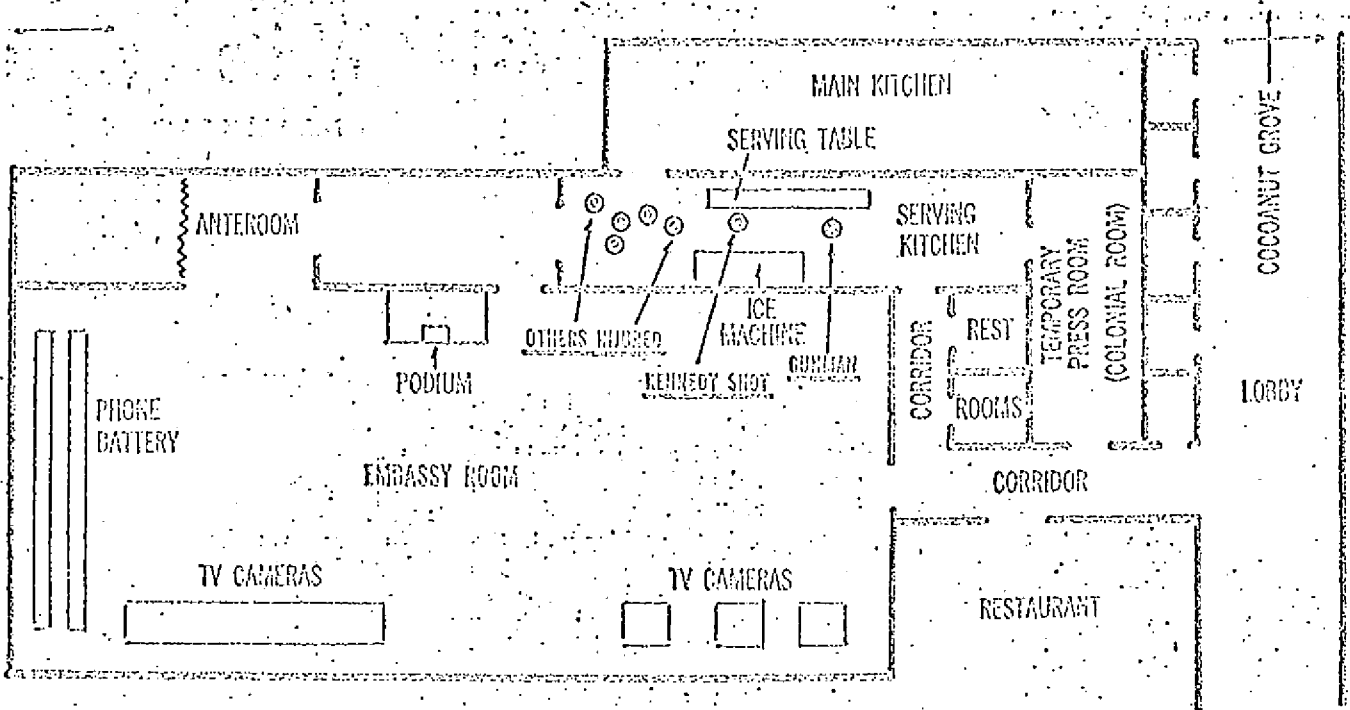 MAIN KITCHEN
SERVING TABLE
COCOANUT GROVE
ANTEROOM
SERVING
KITCHEN
TEMPORARY
PRESS ROOM
(COLONIAL ROOM)
ICE
MACHINE
OTHERS INJURED
KENNEDY SHOT
GUNMAN
PODIUM
CORRIDOR
REST
ROOMS
LOBBY
PHONE
BATTERY
EMBASSY ROOM
CORRIDOR
TV CAMERAS
TV CAMERAS
RESTAURANT